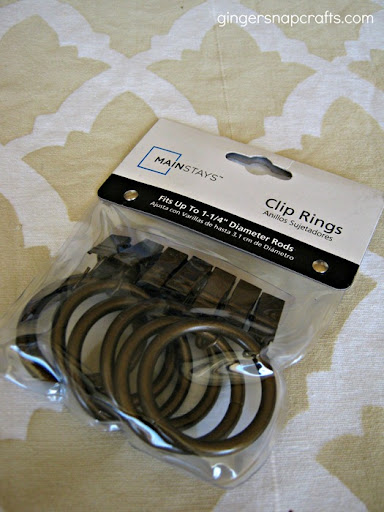 gingersnapcrafts.com
MAINSTAYS™
Clip Rings
Anillos Sujetadores
Fits Up To 1-1/4" Diameter Rods
Ajusta con Varillas de hasta 3,1 cm de Diámetro